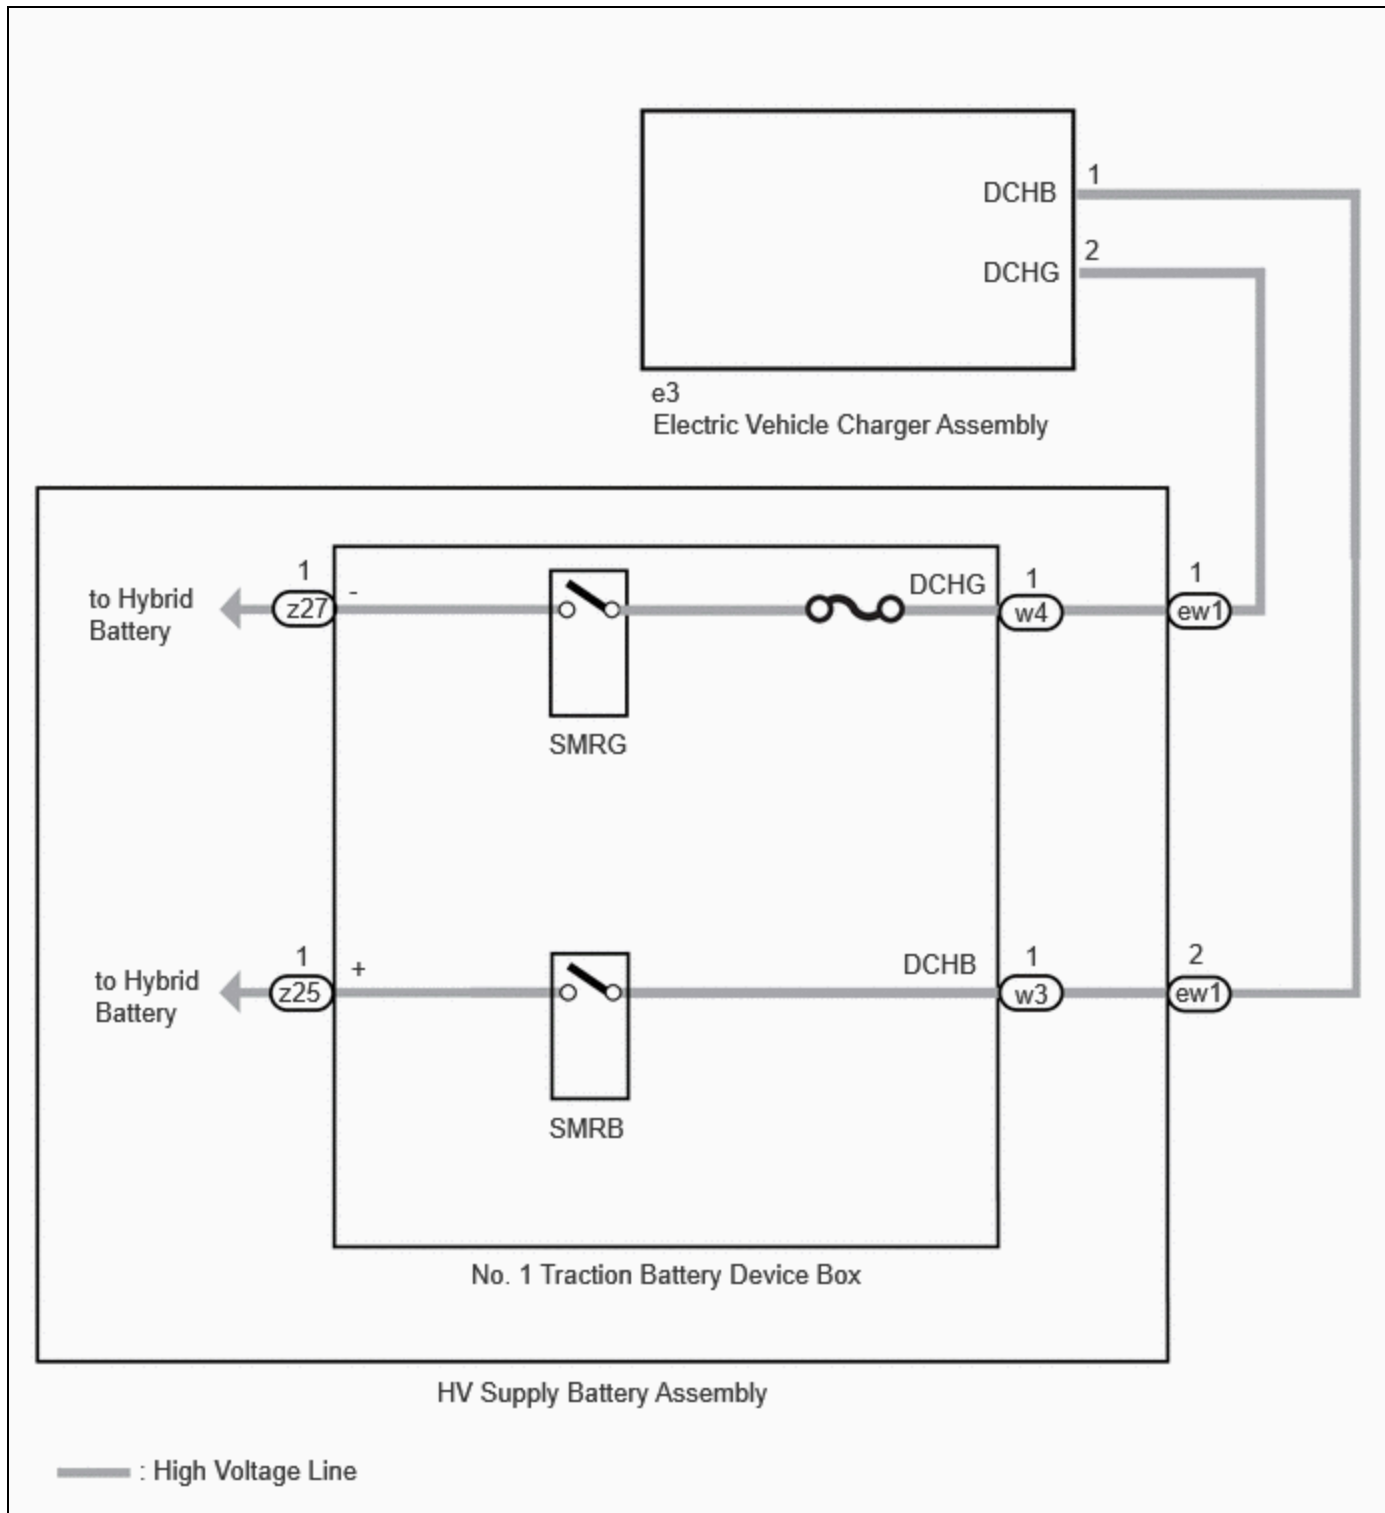 DCHB
1
DCHG
2
e3
Electric Vehicle Charger Assembly
to Hybrid
Battery
1
z27
-
SMRG
DCHG
1
w4
1
ew1
to Hybrid
Battery
1
z25
+
SMRB
DCHB
1
w3
2
ew1
No. 1 Traction Battery Device Box
HV Supply Battery Assembly
: High Voltage Line